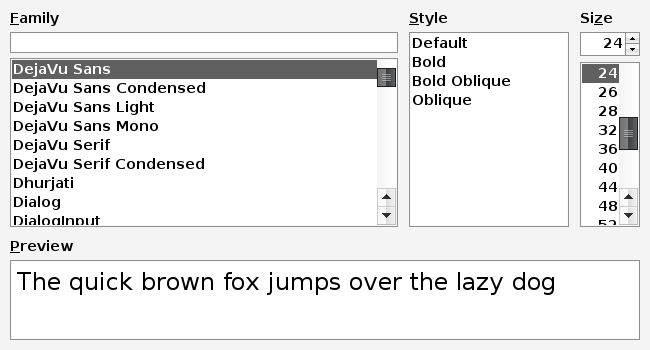 Family
DejaVu Sans
DejaVu Sans Condensed
DejaVu Sans Light
DejaVu Sans Mono
DejaVu Serif
DejaVu Serif Condensed
Dhurjati
Dialog
DialogInput
Style
Default
Bold
Bold Oblique
Oblique
Size
24
24
26
28
32
36
40
44
48
52
Preview
The quick brown fox jumps over the lazy dog